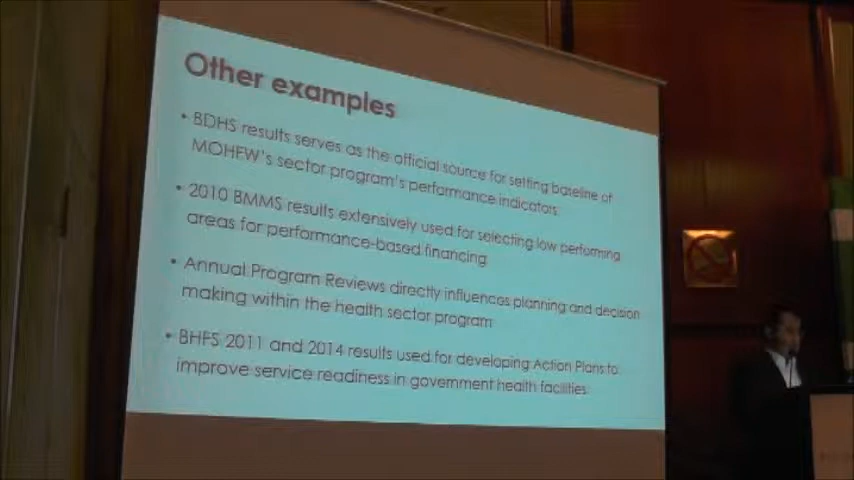 Other examples
• BDHS results serves as the official source for setting baseline of
MOHFW's sector program's performance indicators
• 2010 BMMS results extensively used for selecting low performing
areas for performance-based financing
• Annual Program Reviews directly influences planning and decision
making within the health sector program
• BHFS 2011 and 2014 results used for developing Action Plans to
improve service readiness in government health facilities